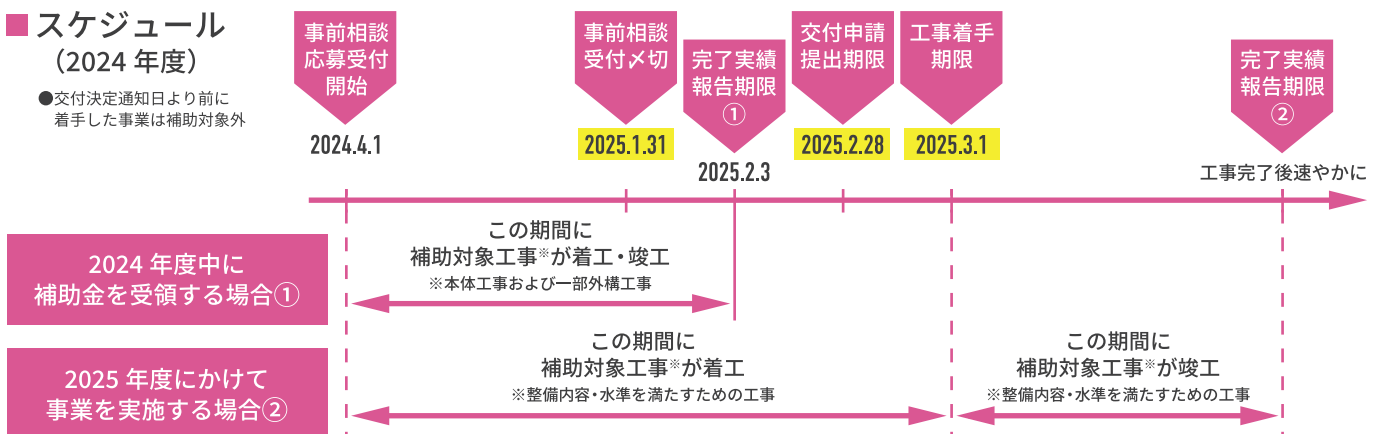 ■スケジュール
（2024 年度）
●交付決定通知日より前に
着手した事業は補助対象外
事前相談
応募受付
開始
2024.4.1
事前相談
受付〆切
2025.1.31
完了実績
報告期限
①
2025.2.3
交付申請
提出期限
2025.2.28
工事着手
期限
2025.3.1
完了実績
報告期限
②
工事完了後速やかに
2024 年度中に
補助金を受領する場合①
この期間に
補助対象工事※が着工・竣工
※本体工事および一部外構工事
2025 年度にかけて
事業を実施する場合②
この期間に
補助対象工事※が着工
※整備内容・水準を満たすための工事
この期間に
補助対象工事※が竣工
※整備内容・水準を満たすための工事